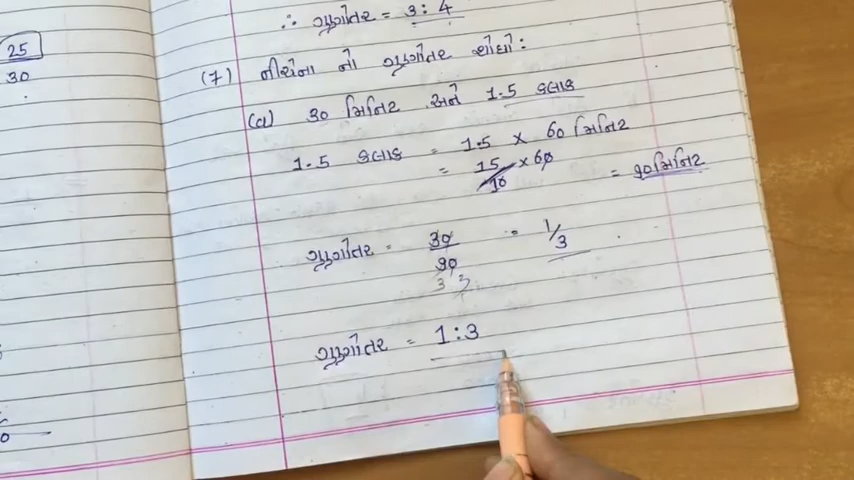 25
30
∴ ગુણોત્તર = 3 : 4
(7) નીચેના નો ગુણોત્તર શોધો :
(a) 30 મિનિટ અને 1.5 કલાક
1.5 કલાક = 1.5 × 60 મિનિટ
= 15/10 × 60 = 90 મિનિટ
ગુણોત્તર = 30/90 = 1/3
3
ગુણોત્તર = 1 : 3